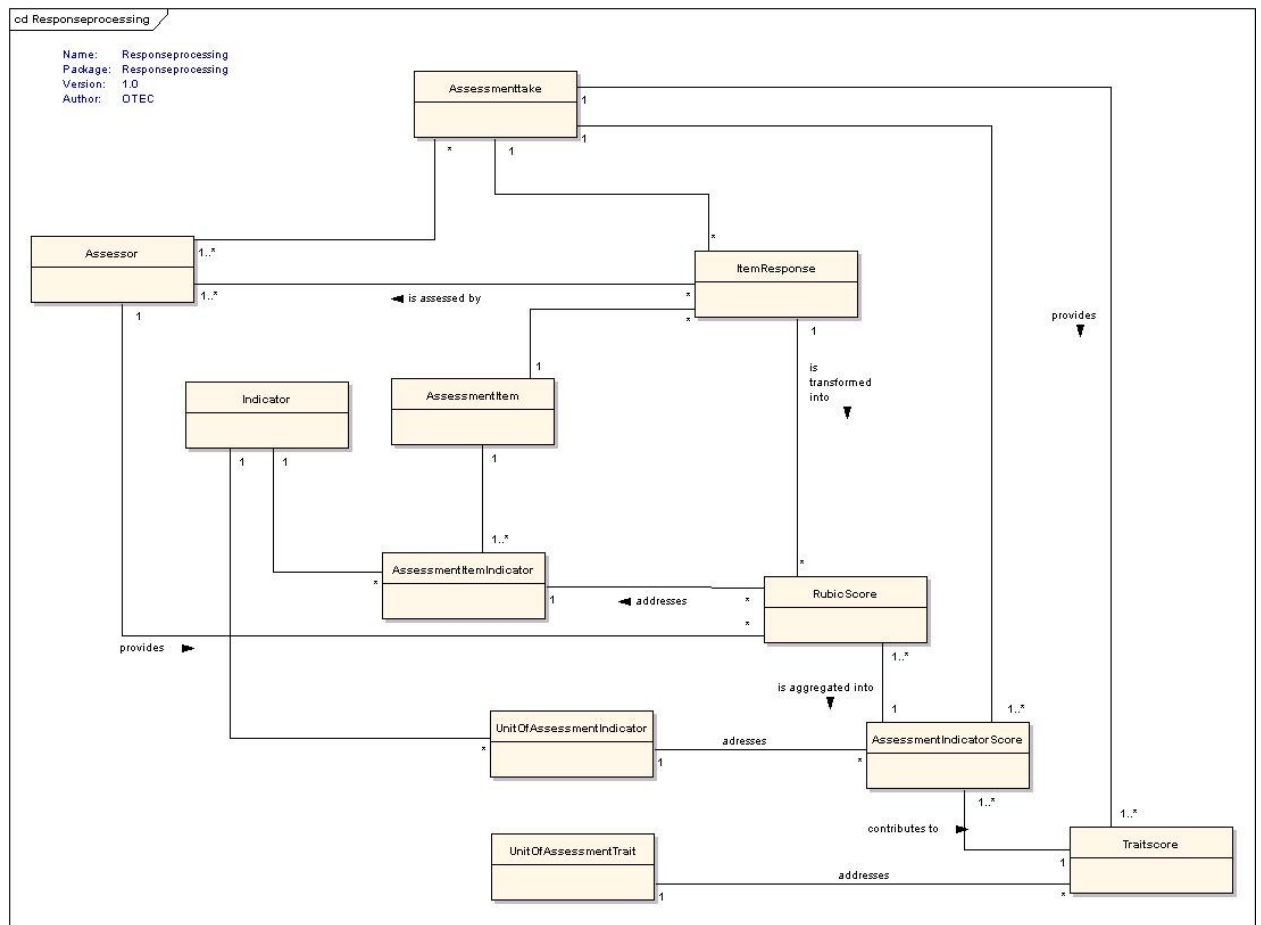 cd Responseprocessing
Name: Responseprocessing
Package: Responseprocessing
Version: 1.0
Author: OTEC
Assessmenttake
1
1
*
1
Assessor
1..*
*
ItemResponse
1..*
is assessed by
*
*
1
1
provides
is
transformed
into
1
Indicator
AssessmentItem
1
1
1
1..*
*
AssessmentItemIndicator
*
1
addresses
*
RubicScore
*
provides
1..*
is aggregated into
1
1..*
UnitOfAssessmentIndicator
*
1
adresses
*
AssessmentIndicatorScore
1..*
contributes to
1..*
Traitscore
1
UnitOfAssessmentTrait
1
addresses
*